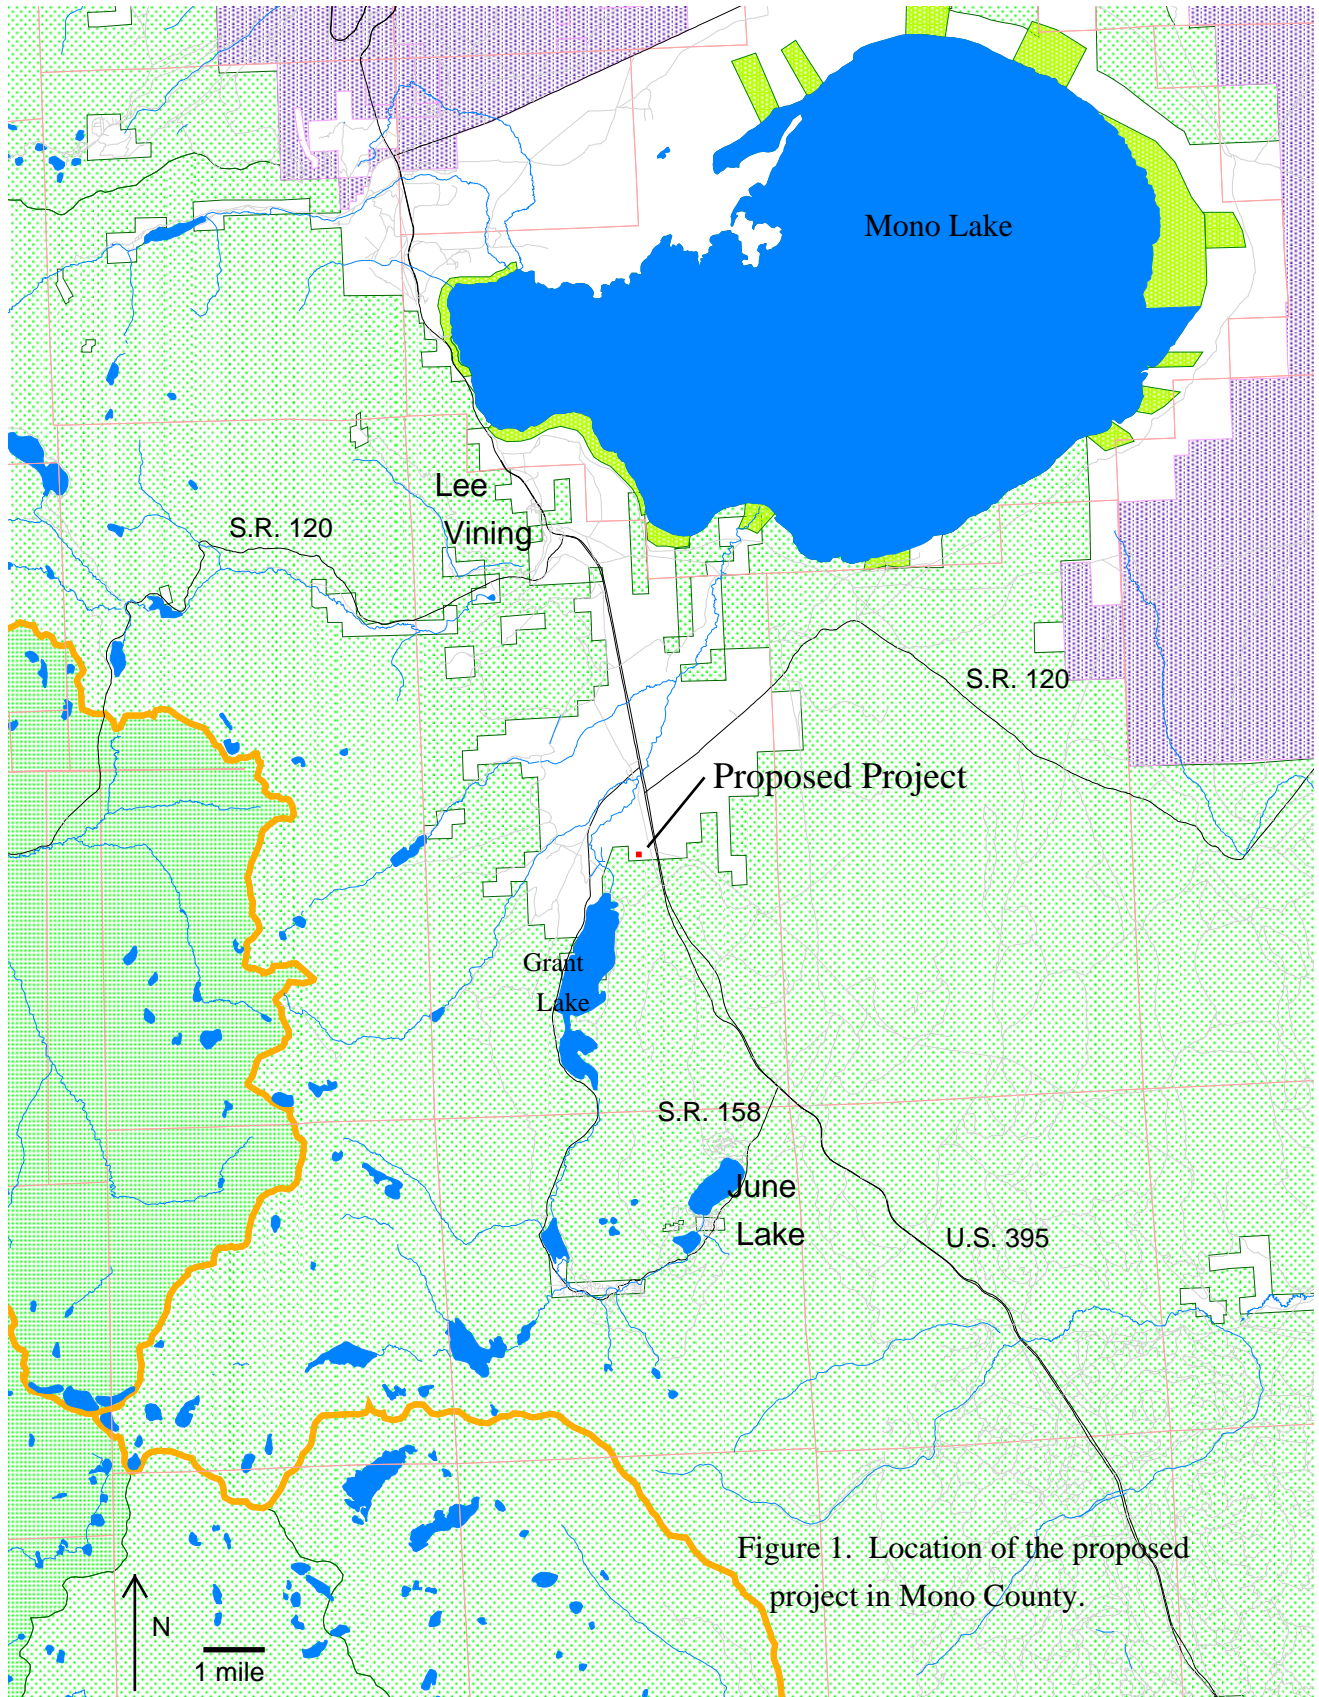 Mono Lake
Lee
Vining
S.R. 120
S.R. 120
Proposed Project
Grant
Lake
S.R. 158
June
Lake
U.S. 395
Figure 1. Location of the proposed
project in Mono County.
N
1 mile